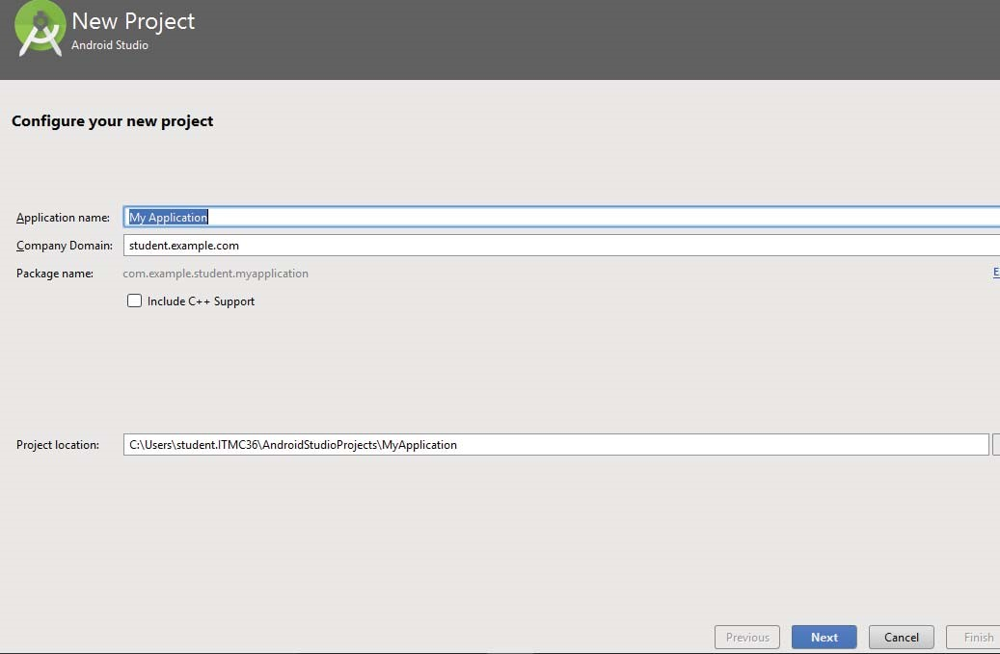 New Project
Android Studio
Configure your new project
Application name: My Application
Company Domain: student.example.com
Package name: com.example.student.myapplication
E
Include C++ Support
Project location: C:\Users\student.ITMC36\AndroidStudioProjects\MyApplication
Previous Next Cancel Finish